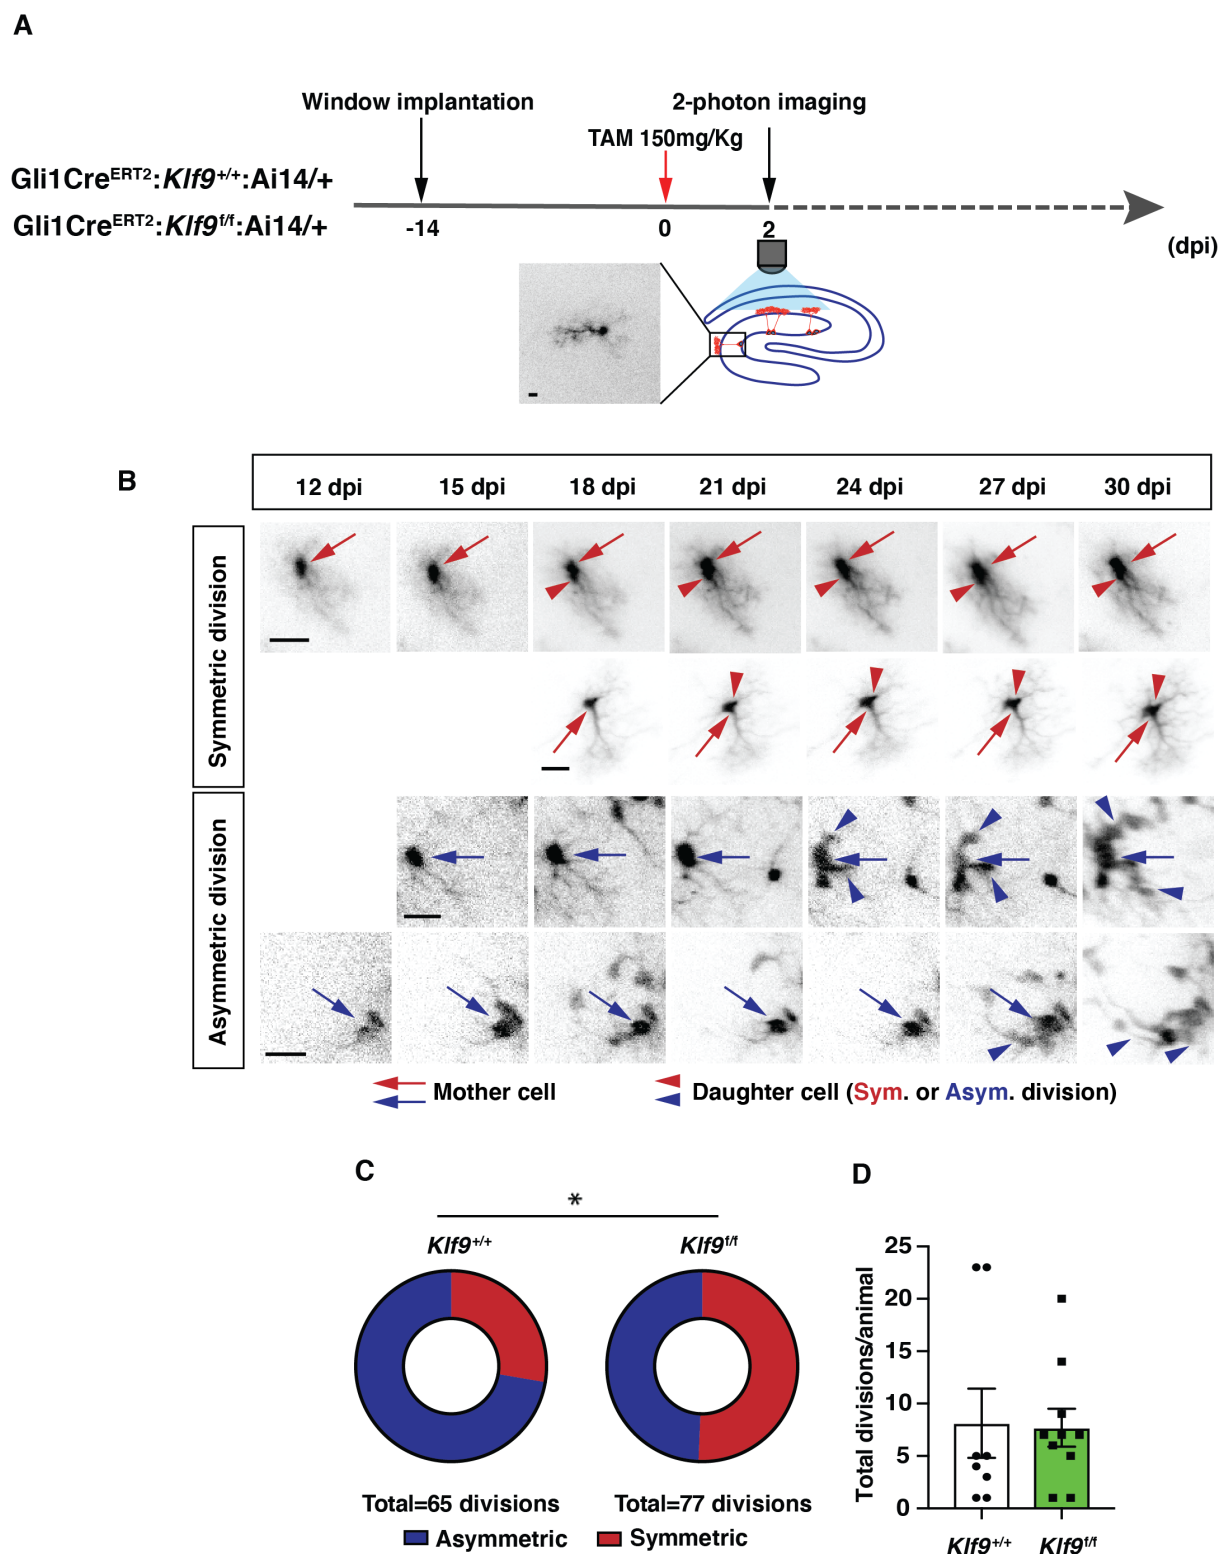 A
Window implantation
2-photon imaging
TAM 150mg/Kg
Gli1CreERT2:Klf9+/+:Ai14/+
Gli1CreERT2:Klf9f/f:Ai14/+
-14
0
2
(dpi)
B
12 dpi
15 dpi
18 dpi
21 dpi
24 dpi
27 dpi
30 dpi
Symmetric division
Asymmetric division
Mother cell
Daughter cell (Sym. or Asym. division)
C
*
Klf9+/+
Klf9f/f
Total=65 divisions
Total=77 divisions
Asymmetric
Symmetric
D
Total divisions/animal
25
20
15
10
5
0
Klf9+/+
Klf9f/f